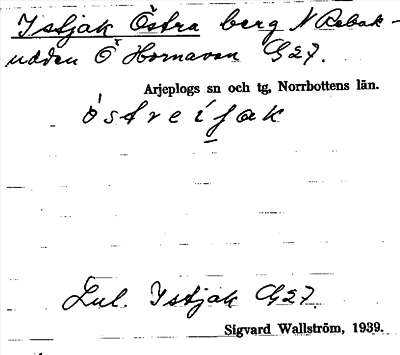 Istjak Östra berg N Rebak-
udden Ö Hornavan G27.
Arjeplogs sn och tg, Norrbottens län.
östreijak
Lul. Istjak G27.
Sigvard Wallström, 1939.